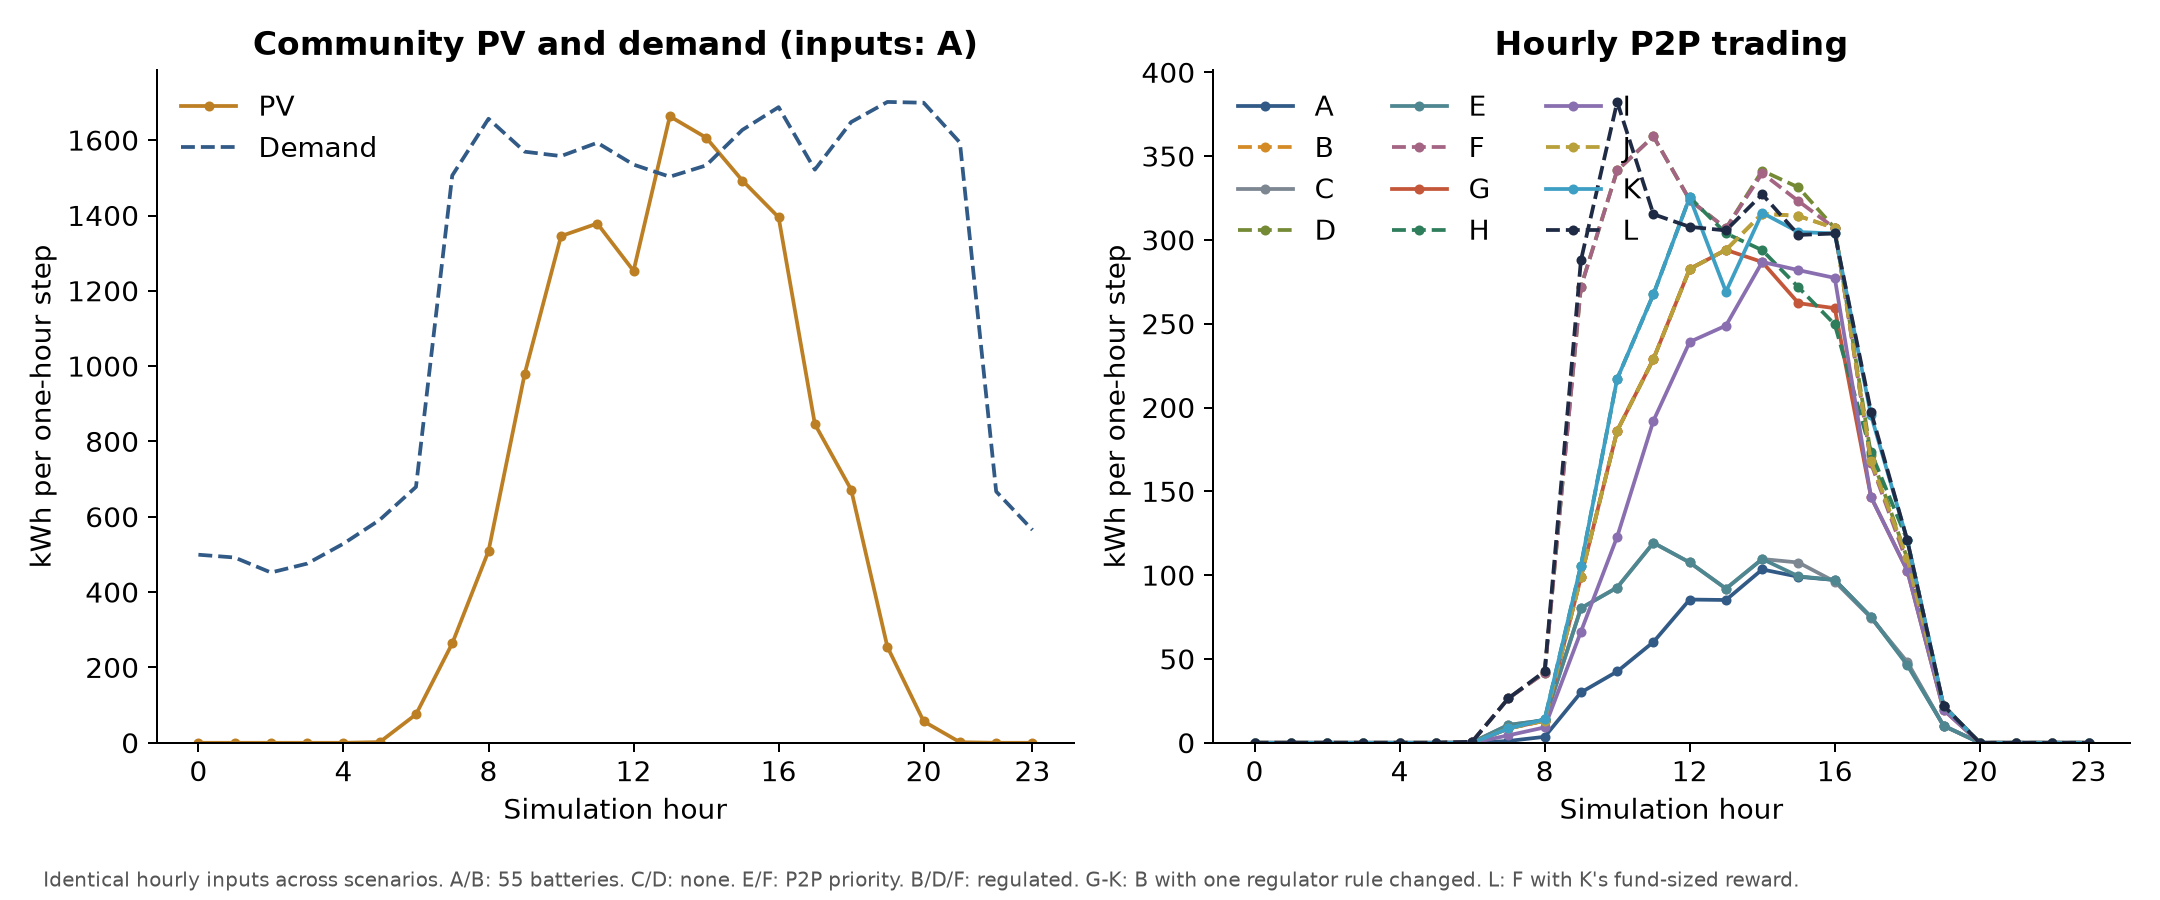 Community PV and demand (inputs: A)
PV
Demand
kWh per one-hour step
0
200
400
600
800
1000
1200
1400
1600
0 4 8 12 16 20 23
Simulation hour
Hourly P2P trading
A E I
B F J
C G K
D H L
kWh per one-hour step
400
350
300
250
200
150
100
50
0
0 4 8 12 16 20 23
Simulation hour
Identical hourly inputs across scenarios. A/B: 55 batteries. C/D: none. E/F: P2P priority. B/D/F: regulated. G-K: B with one regulator rule changed. L: F with K's fund-sized reward.